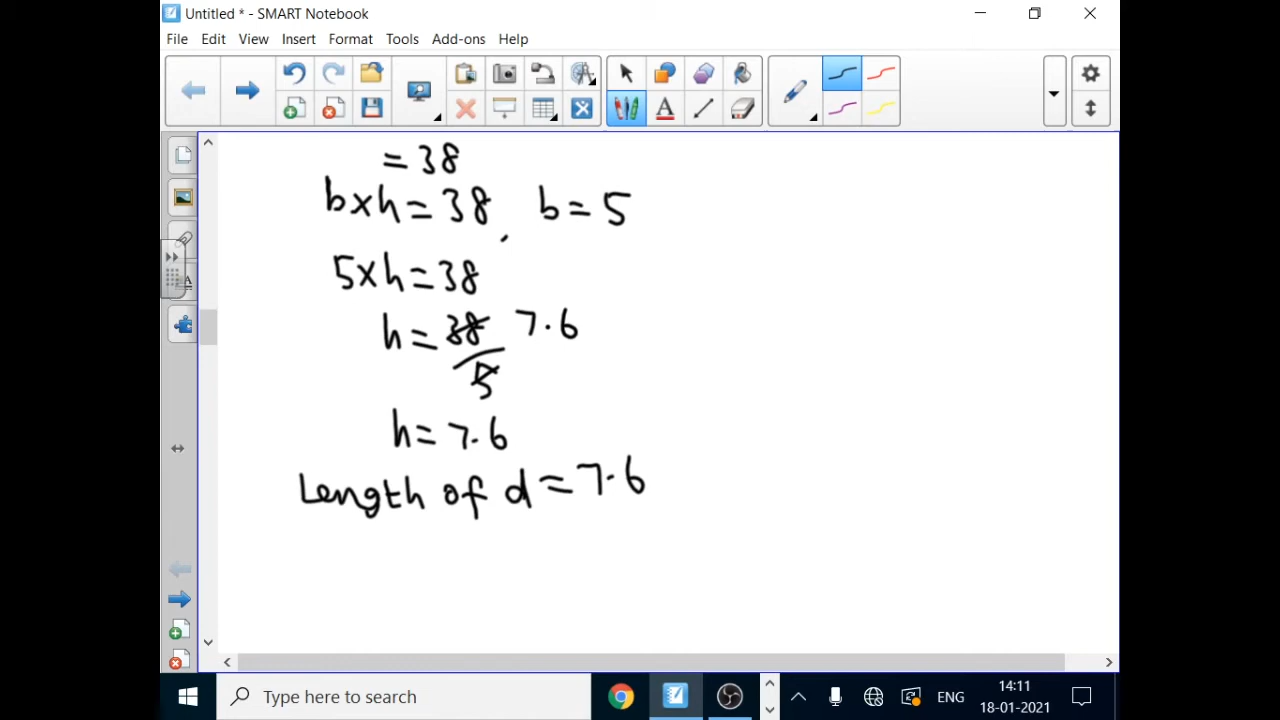 Untitled * - SMART Notebook
File Edit View Insert Format Tools Add-ons Help
= 38
b×h = 38, b = 5
5×h = 38
h = 38/5 7.6
h = 7.6
Length of d = 7.6
Type here to search
ENG
14:11
18-01-2021